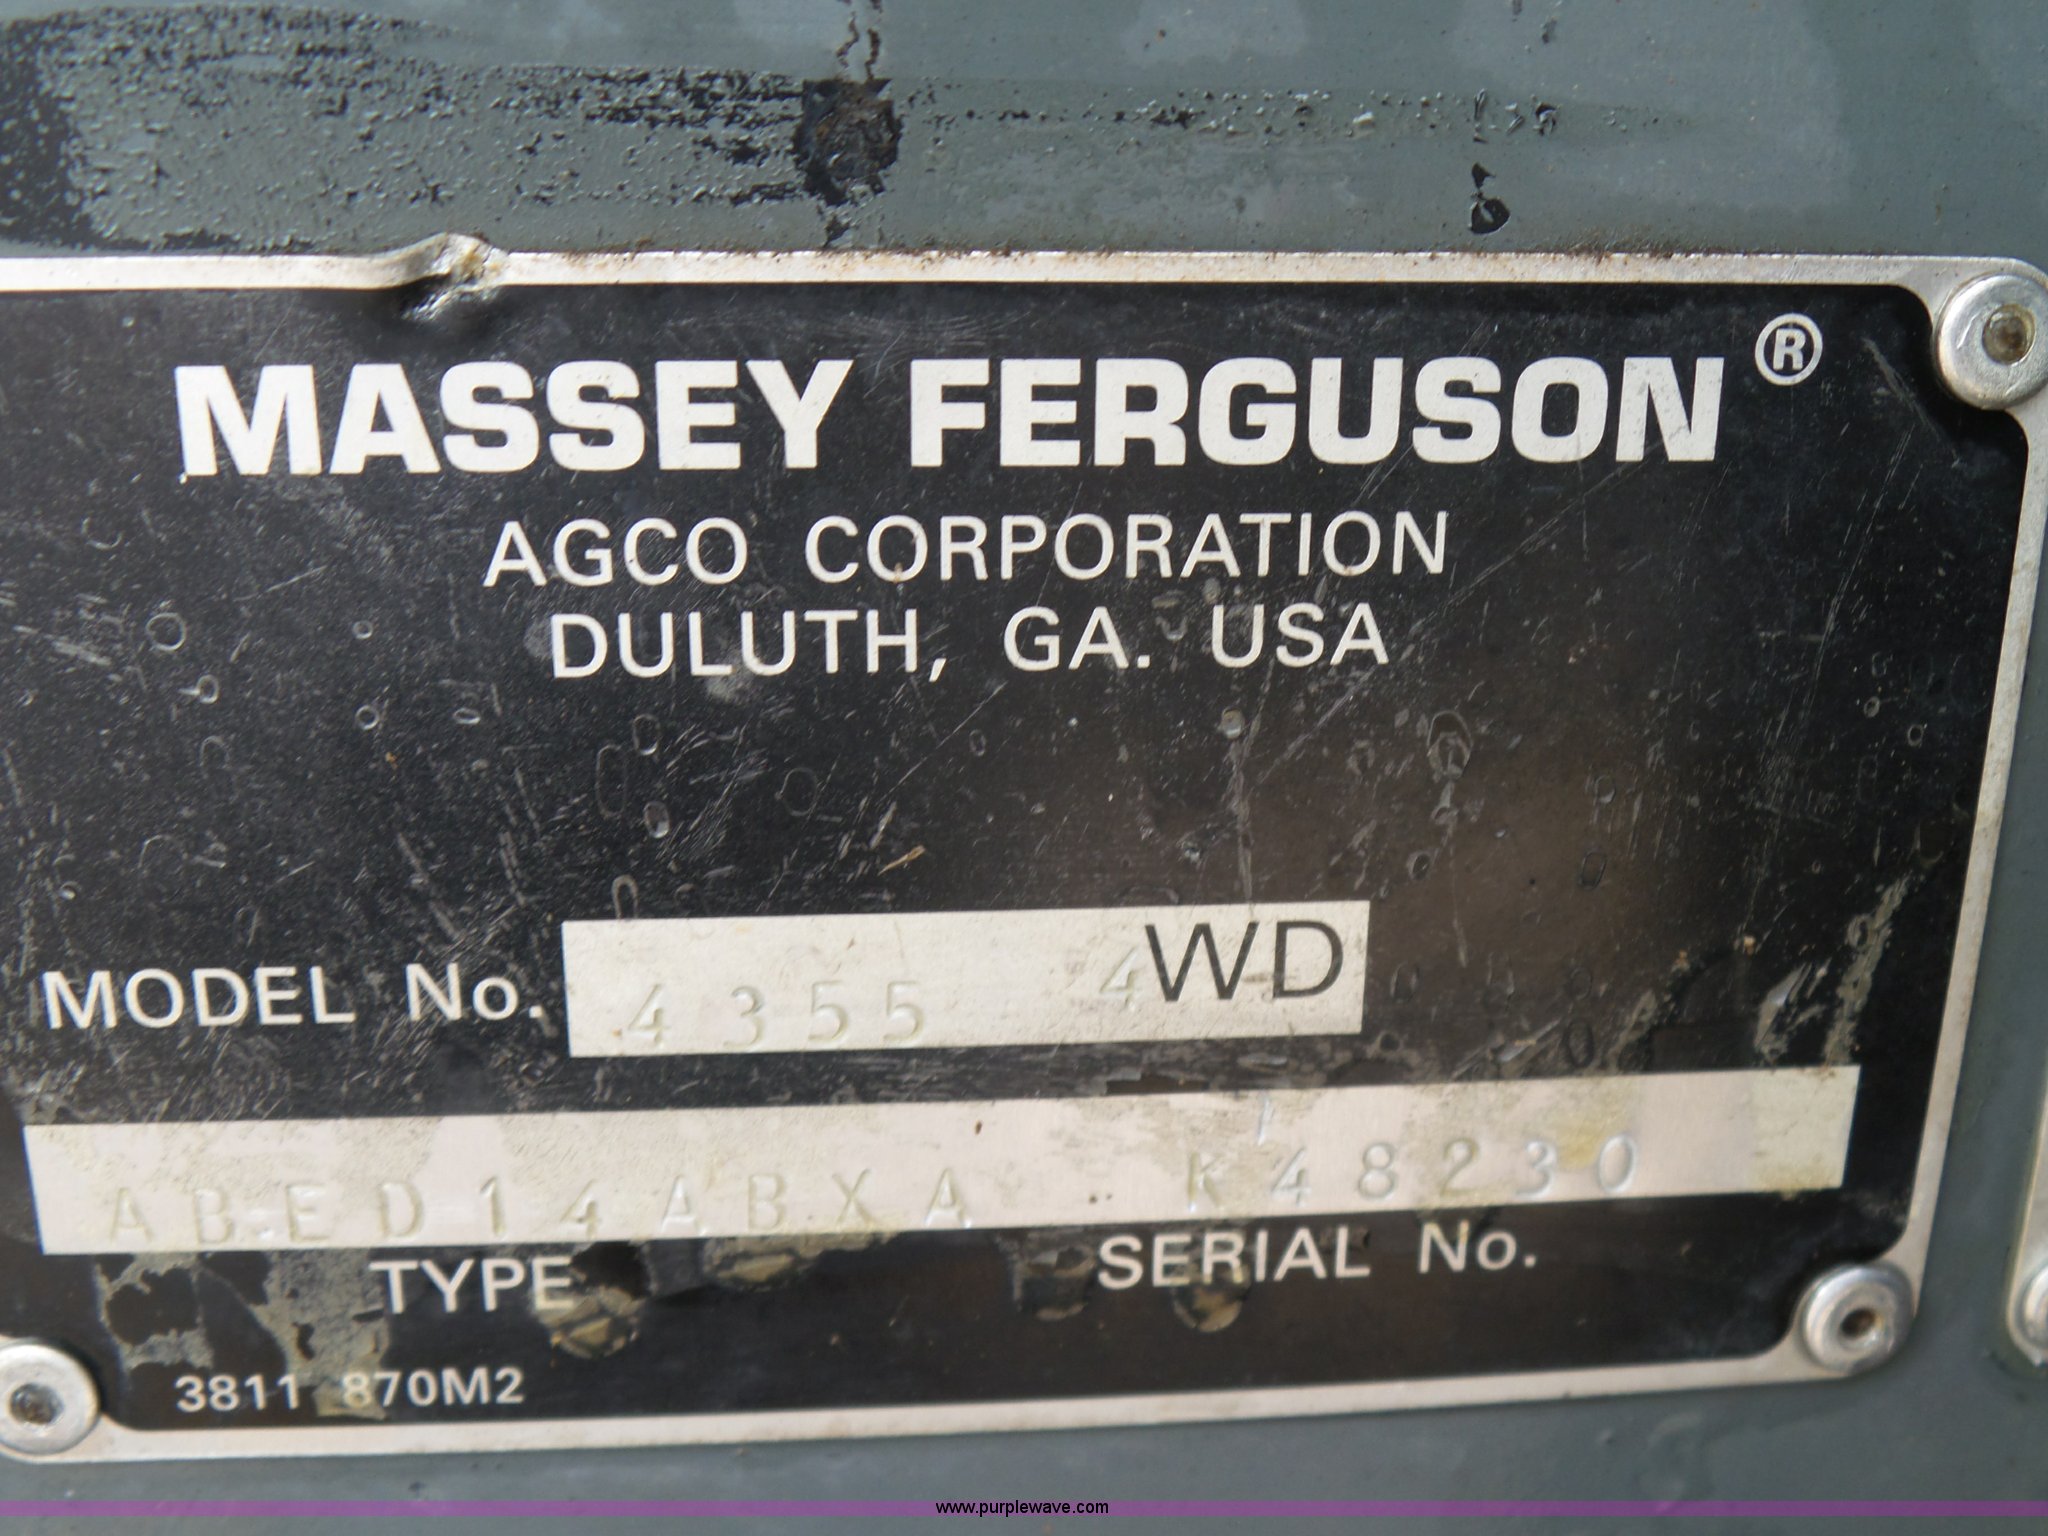 MASSEY FERGUSON®
AGCO CORPORATION
DULUTH, GA. USA
MODEL No. 4355 4WD
ABED14ABXA K48230
TYPE SERIAL No.
3811 870M2
www.purplewave.com